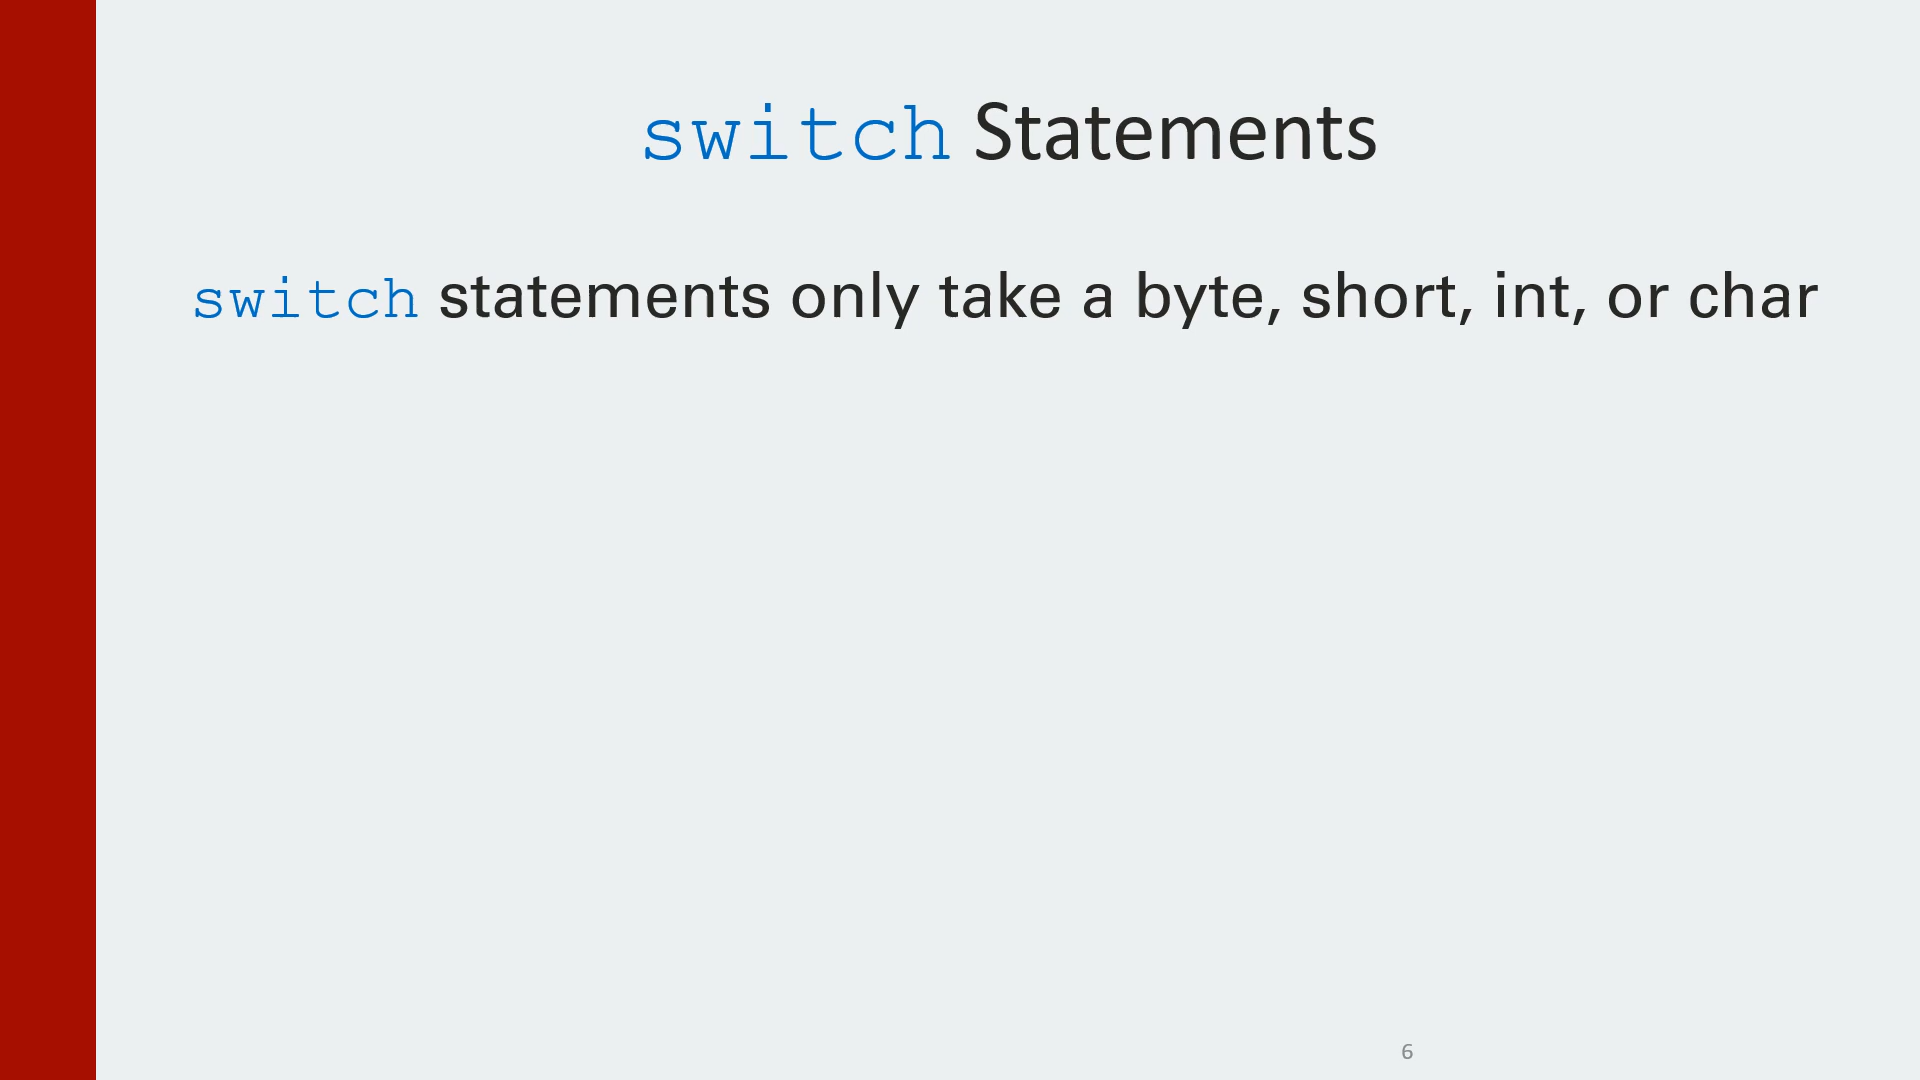 switch Statements
switch statements only take a byte, short, int, or char
6